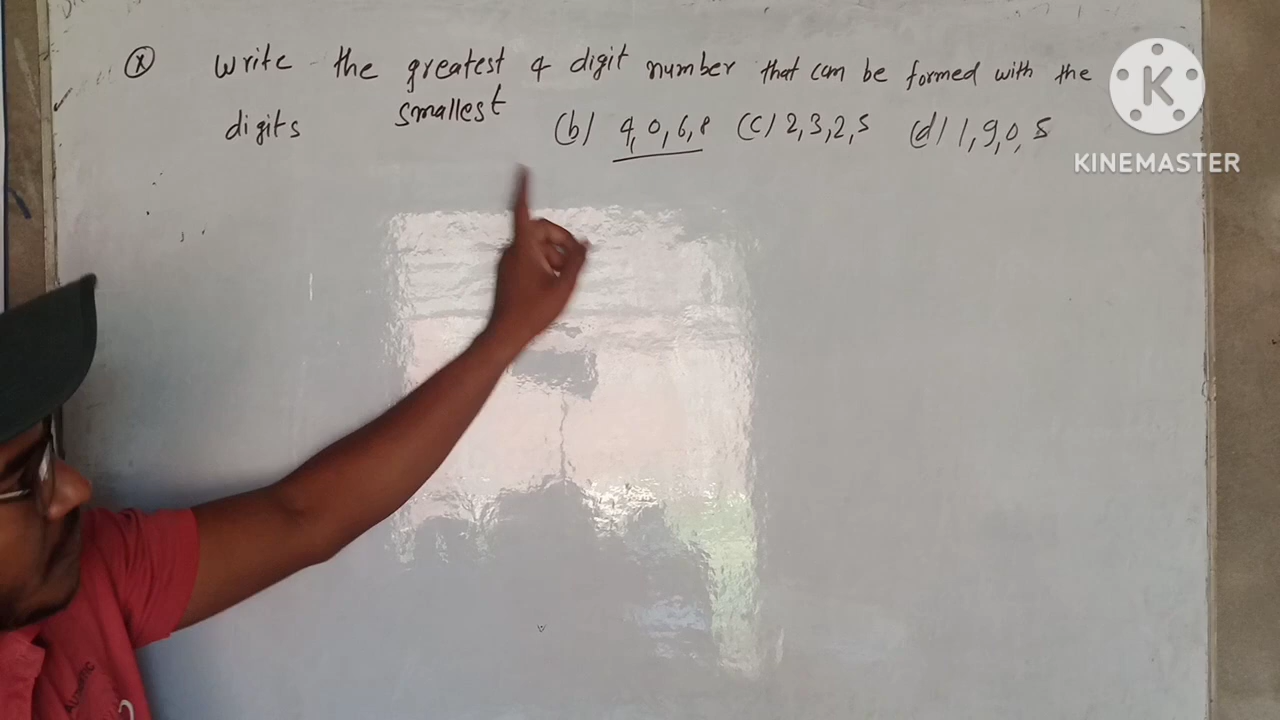 (x) Write the greatest 4 digit number that can be formed with the
smallest
digits (b) 4, 0, 6, 8 (c) 2, 3, 2, 5 (d) 1, 9, 0, 5
K
KINEMASTER